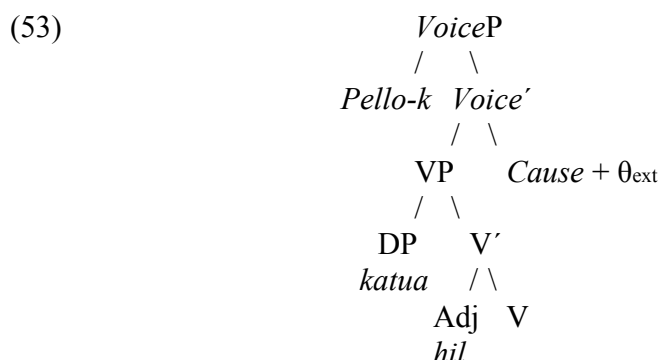 (53) VoiceP
/ \
Pello-k Voice´
/ \
VP Cause + θext
/ \
DP V´
katua / \
Adj V
hil